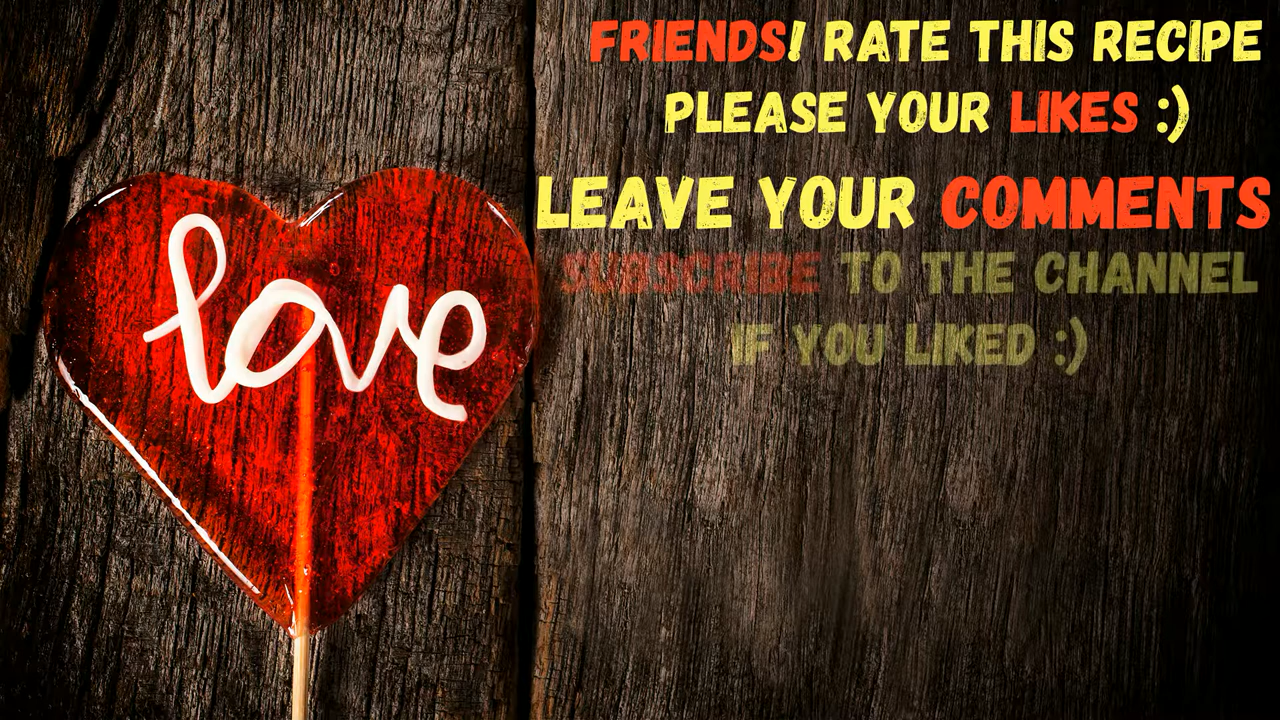 love
FRIENDS! RATE THIS RECIPE
PLEASE YOUR LIKES :)
LEAVE YOUR COMMENTS
SUBSCRIBE TO THE CHANNEL
IF YOU LIKED :)